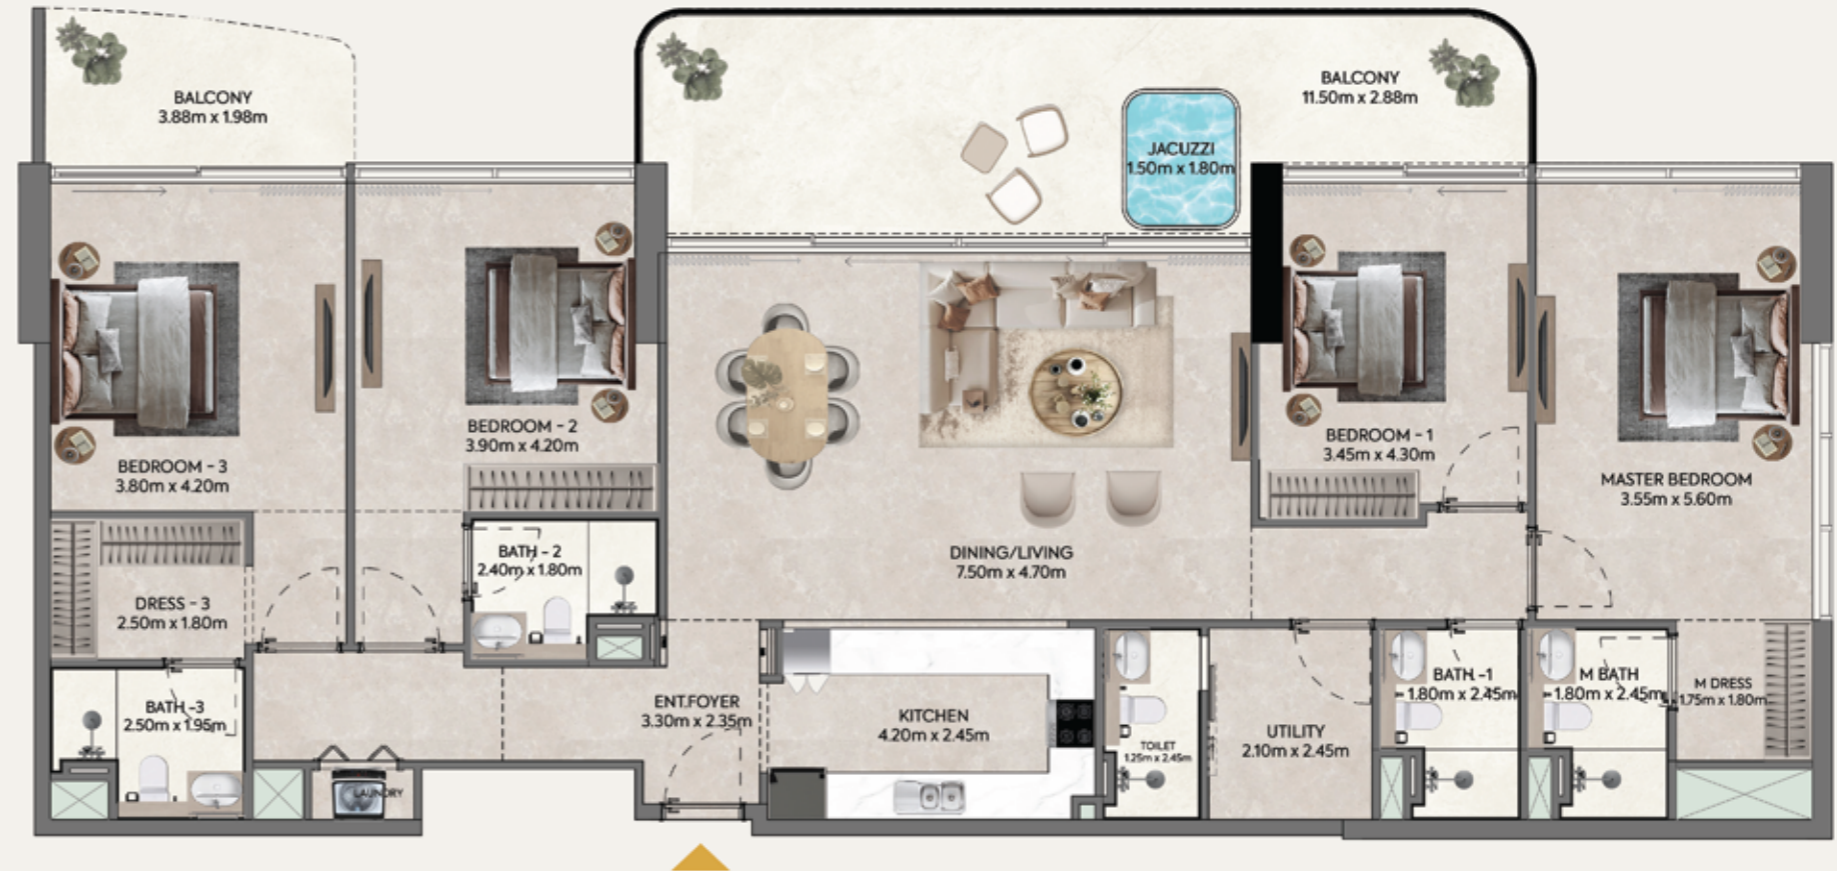 BALCONY
3.88m x 1.98m
BALCONY
11.50m x 2.88m
JACUZZI
1.50m x 1.80m
BEDROOM - 3
3.80m x 4.20m
BEDROOM - 2
3.90m x 4.20m
BEDROOM - 1
3.45m x 4.30m
MASTER BEDROOM
3.55m x 5.60m
DINING/LIVING
7.50m x 4.70m
BATH - 2
2.40m x 1.80m
DRESS - 3
2.50m x 1.80m
BATH -3
2.50m x 1.95m
LAUNDRY
ENT.FOYER
3.30m x 2.35m
KITCHEN
4.20m x 2.45m
TOILET
1.25m x 2.45m
UTILITY
2.10m x 2.45m
BATH -1
1.80m x 2.45m
M BATH
1.80m x 2.45m
M DRESS
1.75m x 1.80m